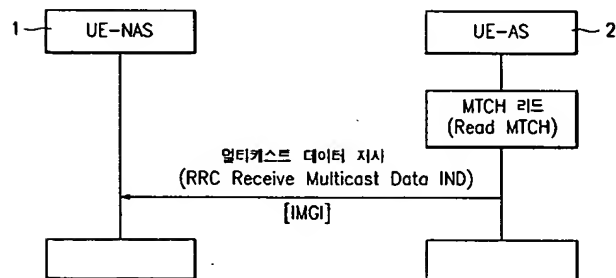 1
UE-NAS
UE-AS
2
MTCH 리드
(Read MTCH)
멀티케스트 데이터 지시
(RRC Receive Multicast Data IND)
[IMGI]